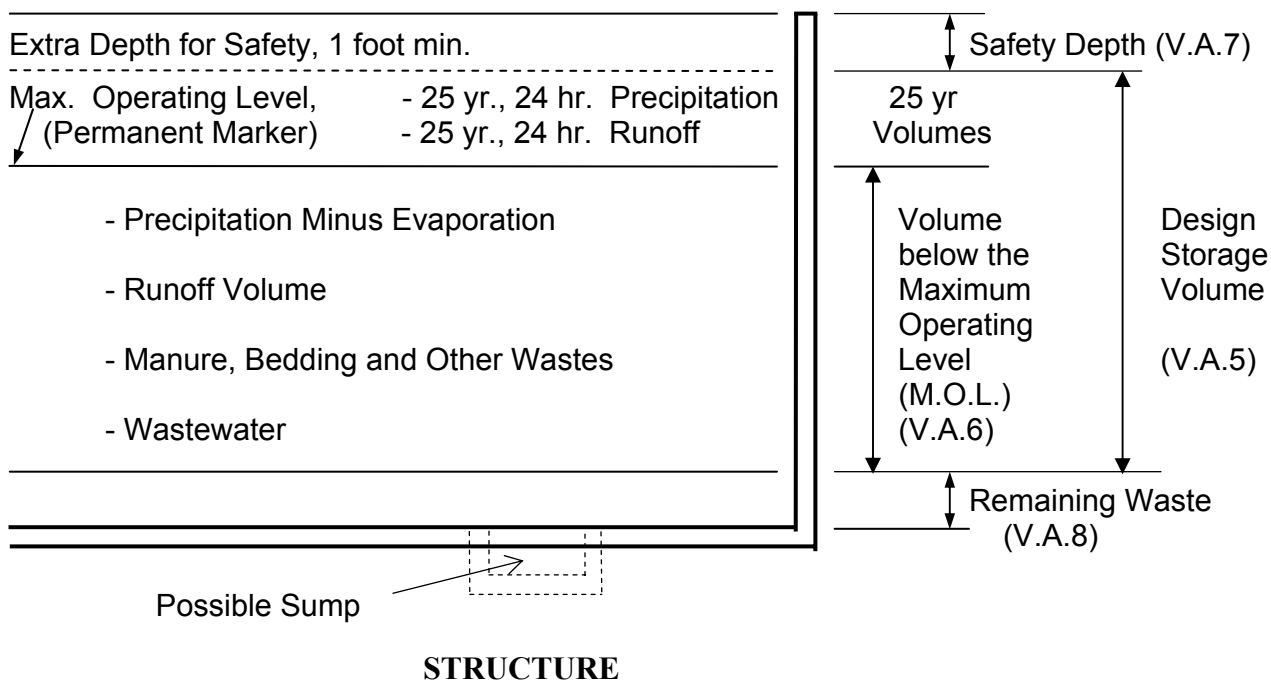 Extra Depth for Safety, 1 foot min.
Safety Depth (V.A.7)
Max. Operating Level,
(Permanent Marker)
- 25 yr., 24 hr. Precipitation
- 25 yr., 24 hr. Runoff
25 yr
Volumes
- Precipitation Minus Evaporation
- Runoff Volume
- Manure, Bedding and Other Wastes
- Wastewater
Volume
below the
Maximum
Operating
Level
(M.O.L.)
(V.A.6)
Design
Storage
Volume
(V.A.5)
Remaining Waste
(V.A.8)
Possible Sump
STRUCTURE